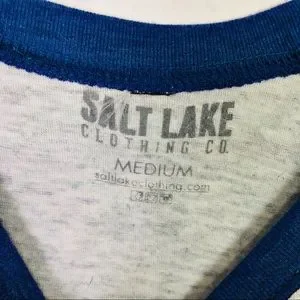 SALT LAKE
CLOTHING CO.
MEDIUM
saltlakeclothing.com